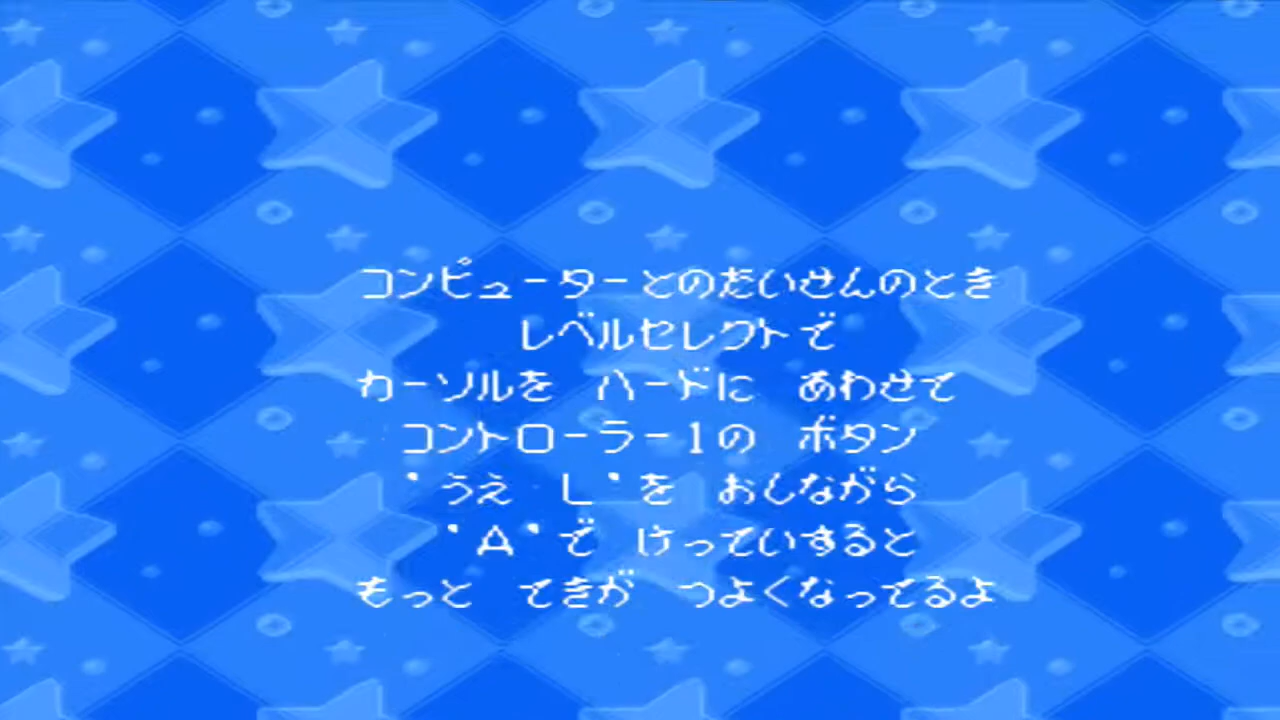 コンピューターとのたいせんのとき
レベルセレクトで
カーソルを ハードに あわせて
コントローラー1の ボタン
‘うえ L‘を おしながら
‘A‘で けっていすると
もっと てきが つよくなってるよ